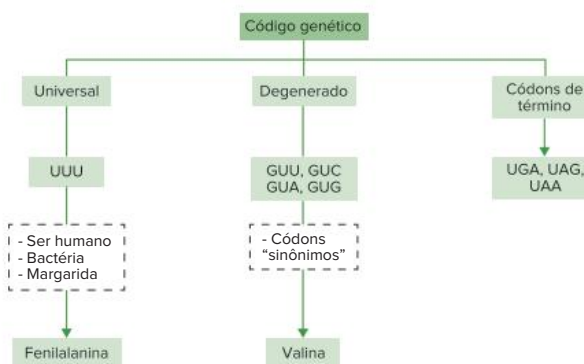 Código genético
Universal
Degenerado
Códons de
término
UUU
GUU, GUC
GUA, GUG
UGA, UAG,
UAA
- Ser humano
- Bactéria
- Margarida
- Códons
“sinônimos”
Fenilalanina
Valina